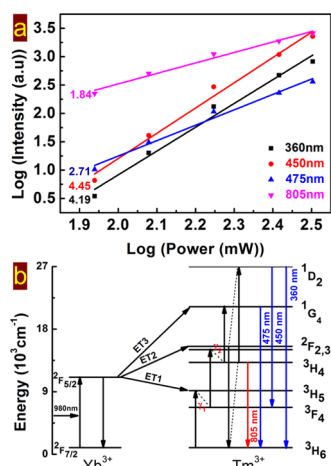 a
Log (Intensity (a.u)
3.5
3.0
2.5
2.0
1.5
1.0
0.5
1.84
2.71
4.45
4.19
360nm
450nm
475nm
805nm
1.9 2.0 2.1 2.2 2.3 2.4 2.5
Log (Power (mW))
b
Energy (10³cm⁻¹)
27
18
9
0
²F₅/₂
²F₇/₂
980nm
ET3
ET2
ET1
805 nm
475 nm
450 nm
360 nm
¹D₂
¹G₄
³F₂,₃
³H₄
³H₅
³F₄
³H₆
Yb³⁺
Tm³⁺